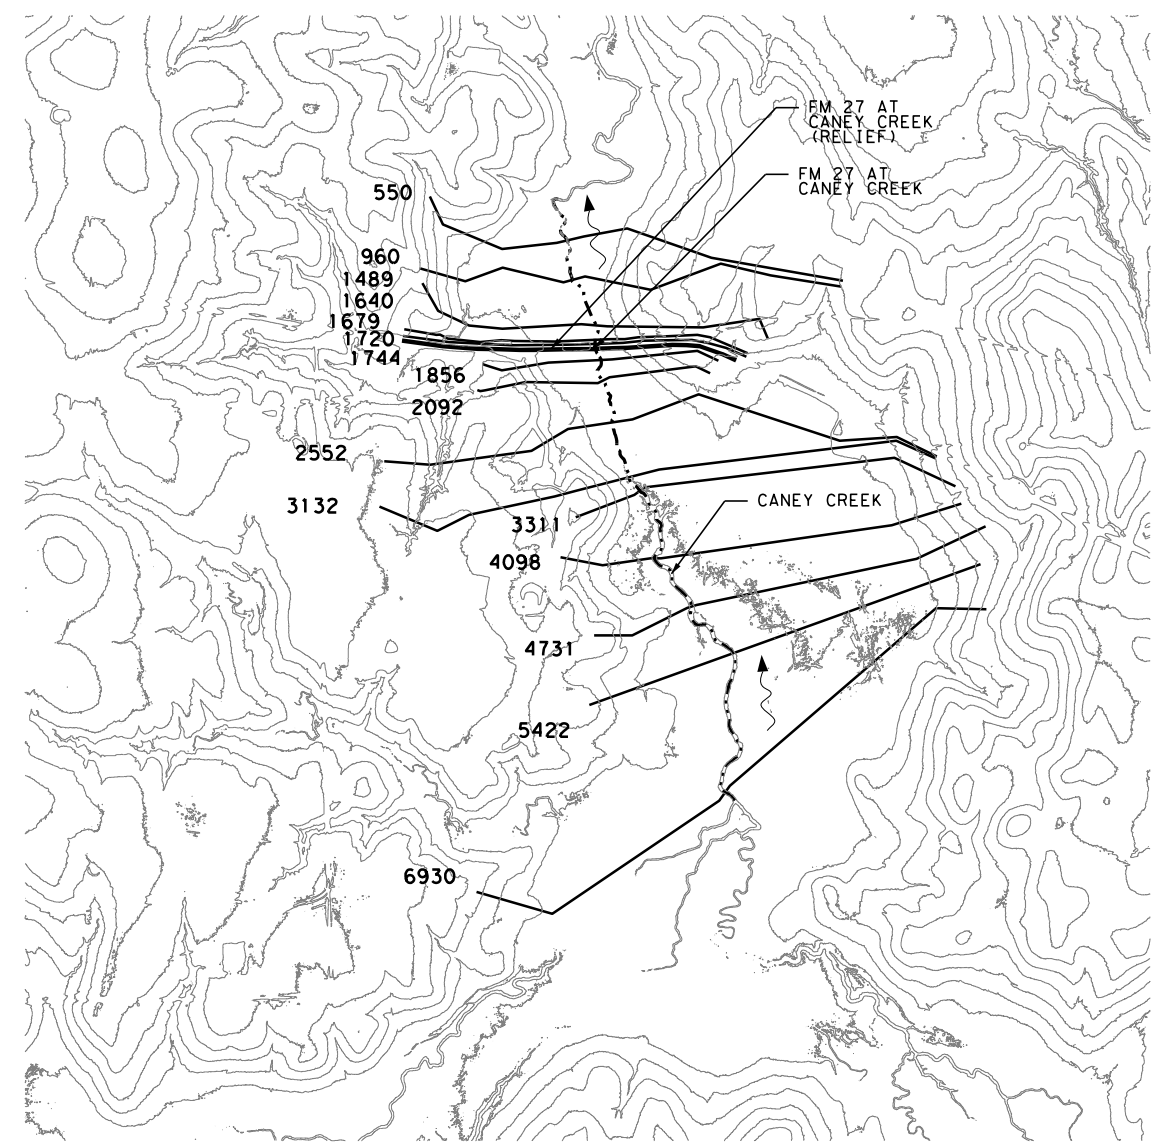 FM 27 AT
CANEY CREEK
(RELIEF)
FM 27 AT
CANEY CREEK
550
960
1489
1640
1679
1720
1744
1856
2092
2552
3132
CANEY CREEK
3311
4098
4731
5422
6930